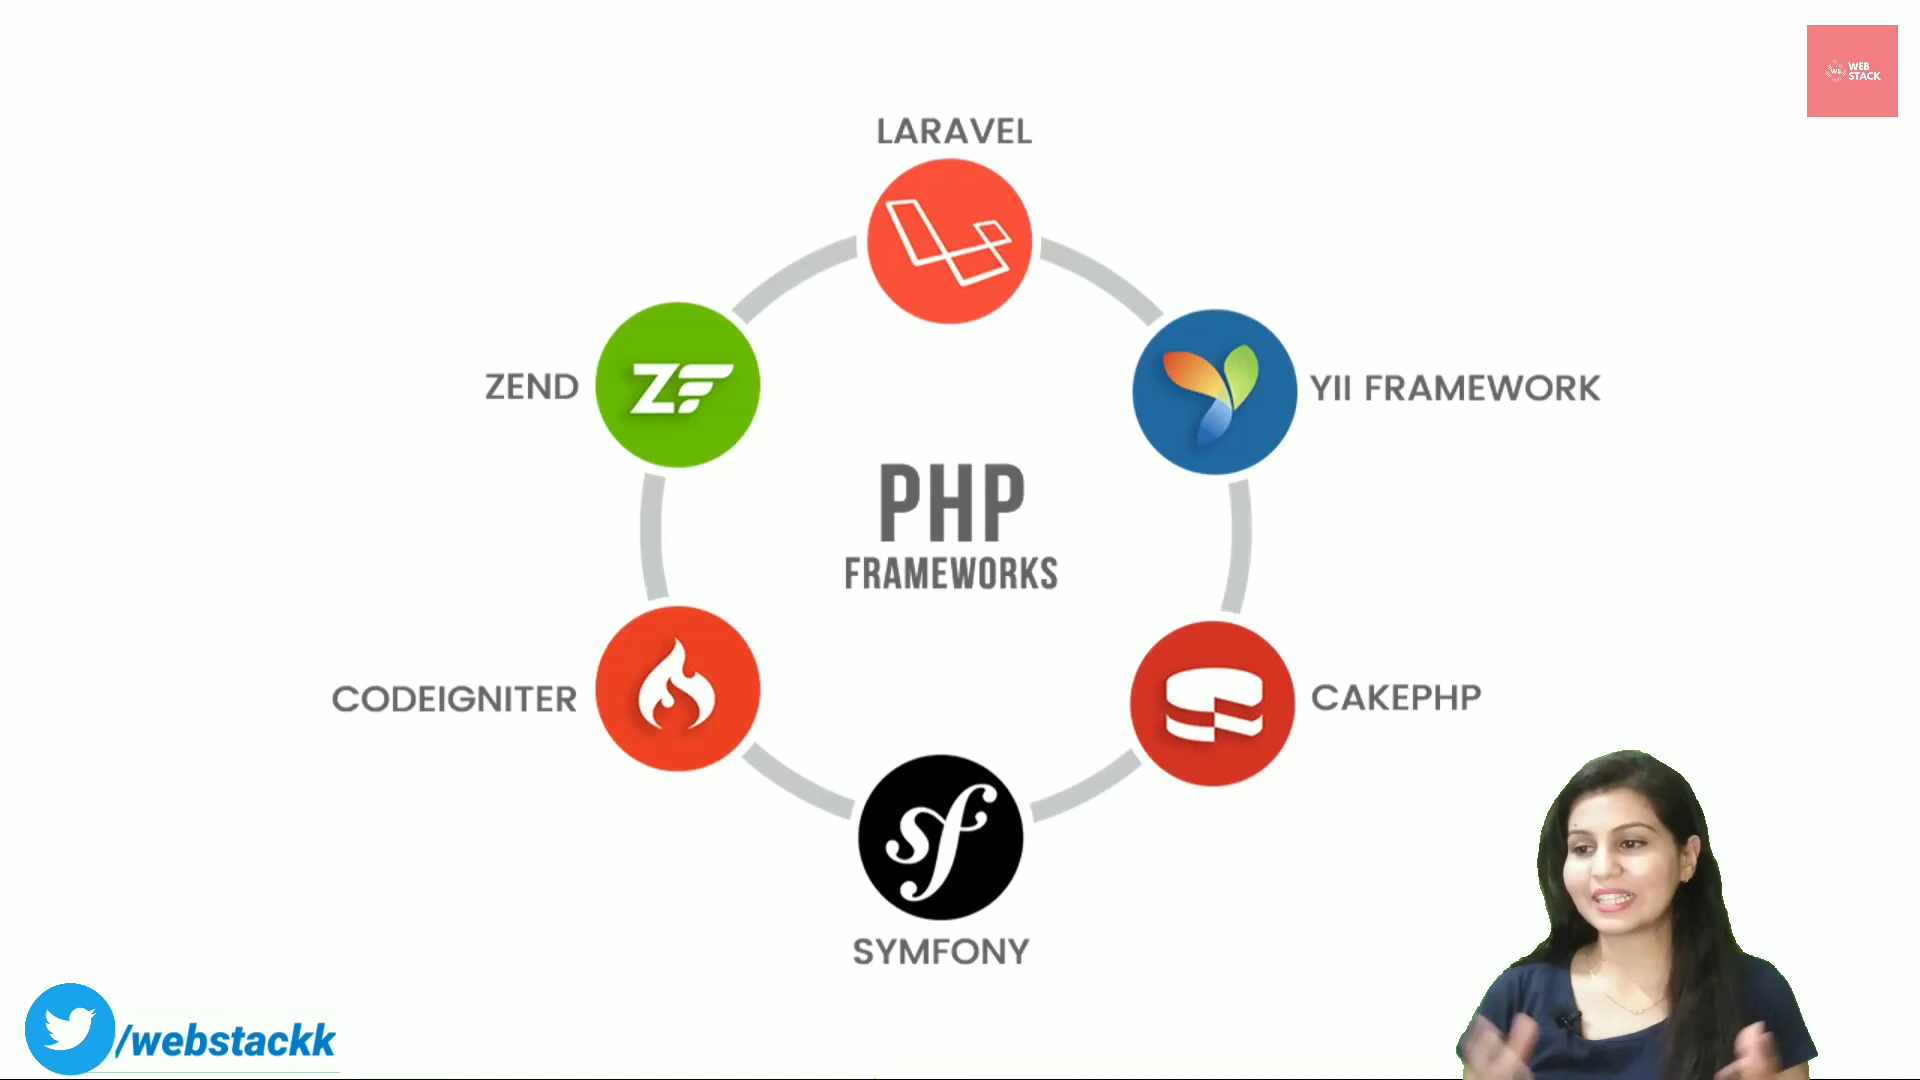 WEB
STACK
LARAVEL
ZEND
YII FRAMEWORK
PHP
FRAMEWORKS
CODEIGNITER
CAKEPHP
SYMFONY
/webstackk